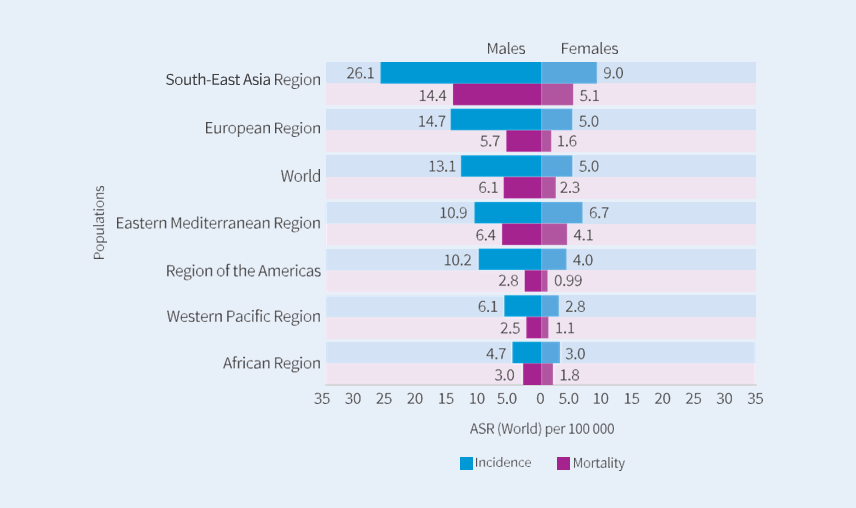 Males Females
South-East Asia Region
26.1 9.0
14.4 5.1
European Region
14.7 5.0
5.7 1.6
World
13.1 5.0
6.1 2.3
Eastern Mediterranean Region
10.9 6.7
6.4 4.1
Region of the Americas
10.2 4.0
2.8 0.99
Western Pacific Region
6.1 2.8
2.5 1.1
African Region
4.7 3.0
3.0 1.8
Populations
35 30 25 20 15 10 5.0 0 5.0 10 15 20 25 30 35
ASR (World) per 100 000
Incidence Mortality